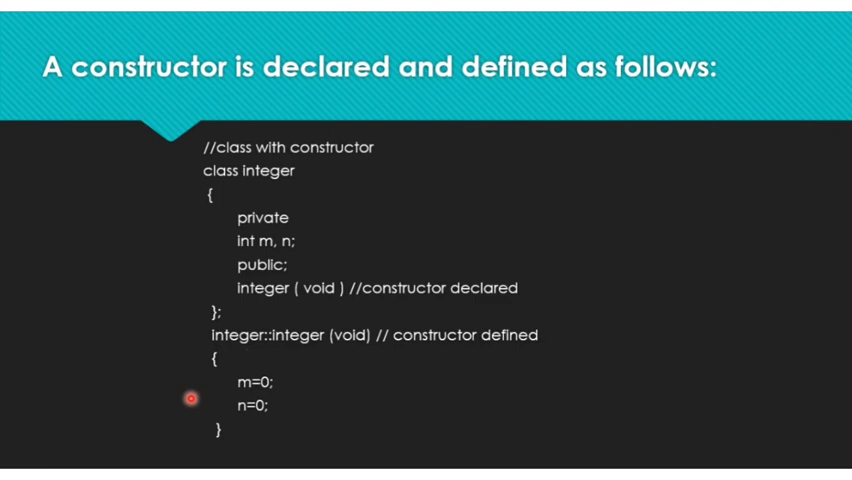 A constructor is declared and defined as follows:
//class with constructor
class integer
{
private
int m, n;
public;
integer ( void ) //constructor declared
};
integer::integer (void) // constructor defined
{
m=0;
n=0;
}